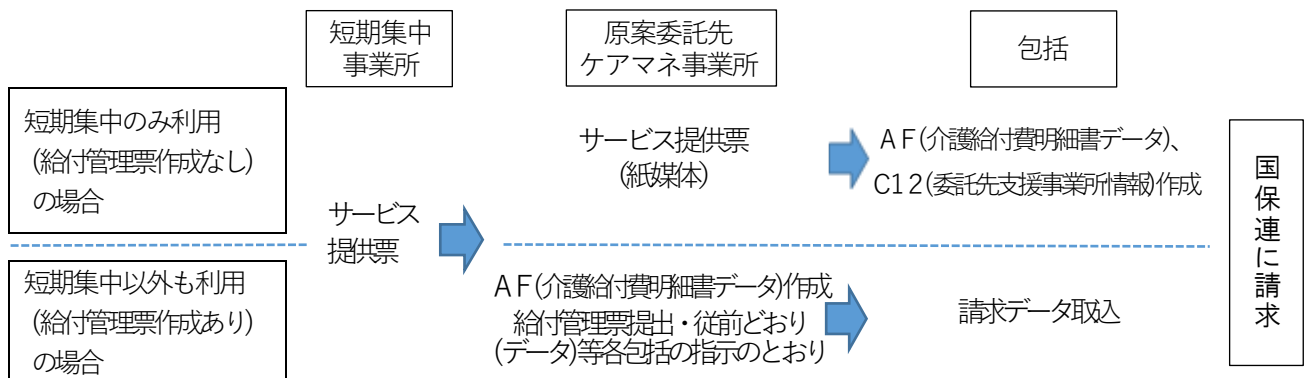 短期集中
事業所
原案委託先
ケアマネ事業所
包括
短期集中のみ利用
(給付管理票作成なし)
の場合
サービス提供票
(紙媒体)
AF(介護給付費明細書データ)、
C12(委託先支援事業所情報)作成
サービス
提供票
短期集中以外も利用
(給付管理票作成あり)
の場合
AF(介護給付費明細書データ)作成
給付管理票提出・従前どおり
(データ)等各包括の指示のとおり
請求データ取込
国保連に請求